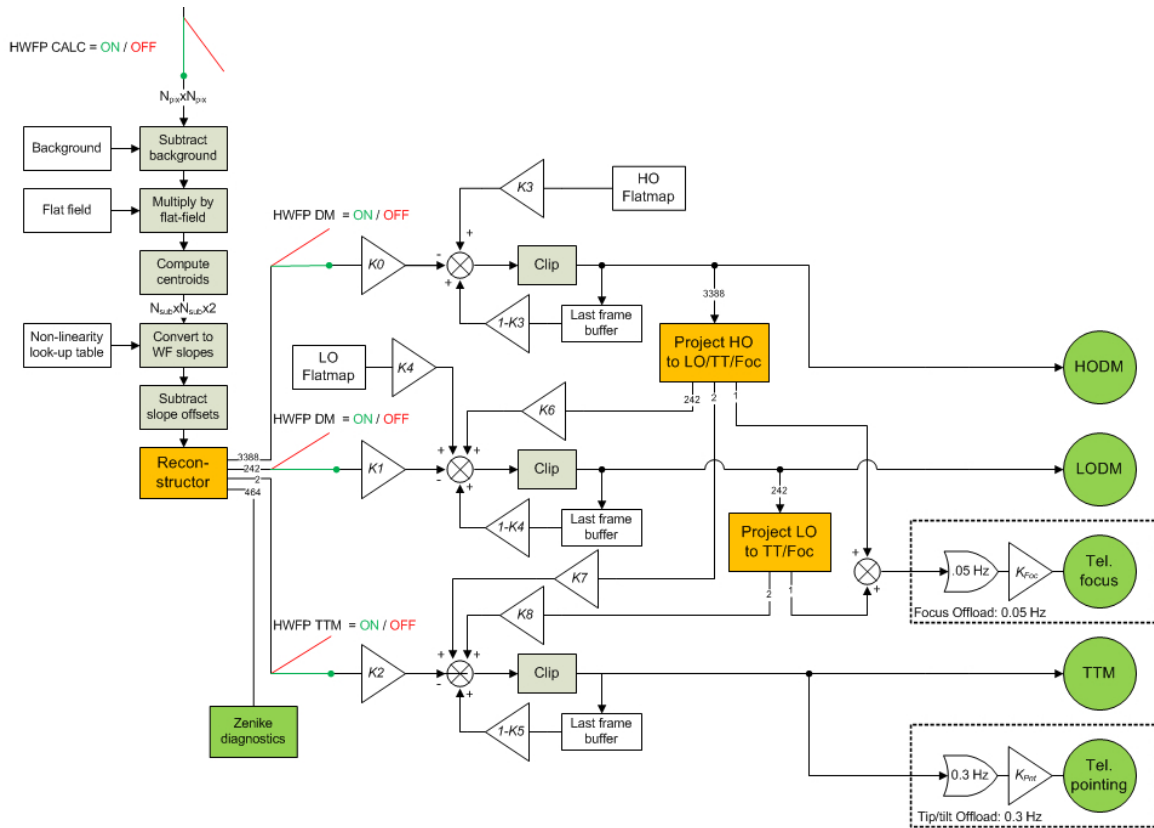 HWFP CALC = ON / OFF
NpixxNpix
Background
Subtract
background
Flat field
Multiply by
flat-field
Compute
centroids
NsubxNsubx2
Non-linearity
look-up table
Convert to
WF slopes
Subtract
slope offsets
Recon-
structor
3388
242
2
464
Zenike
diagnostics
HWFP DM = ON / OFF
K0
K3
HO
Flatmap
+
-
+
Clip
1-K3
Last frame
buffer
3388
Project HO
to LO/TT/Foc
242
2
1
HODM
LO
Flatmap
K4
K6
HWFP DM = ON / OFF
K1
+
+
-
+
Clip
1-K4
Last frame
buffer
242
Project LO
to TT/Foc
2
1
LODM
+
+
.05 Hz
KFoc
Tel.
focus
Focus Offload: 0.05 Hz
K7
K8
HWFP TTM = ON / OFF
K2
+
+
-
+
Clip
1-K5
Last frame
buffer
TTM
0.3 Hz
KPnt
Tel.
pointing
Tip/tilt Offload: 0.3 Hz